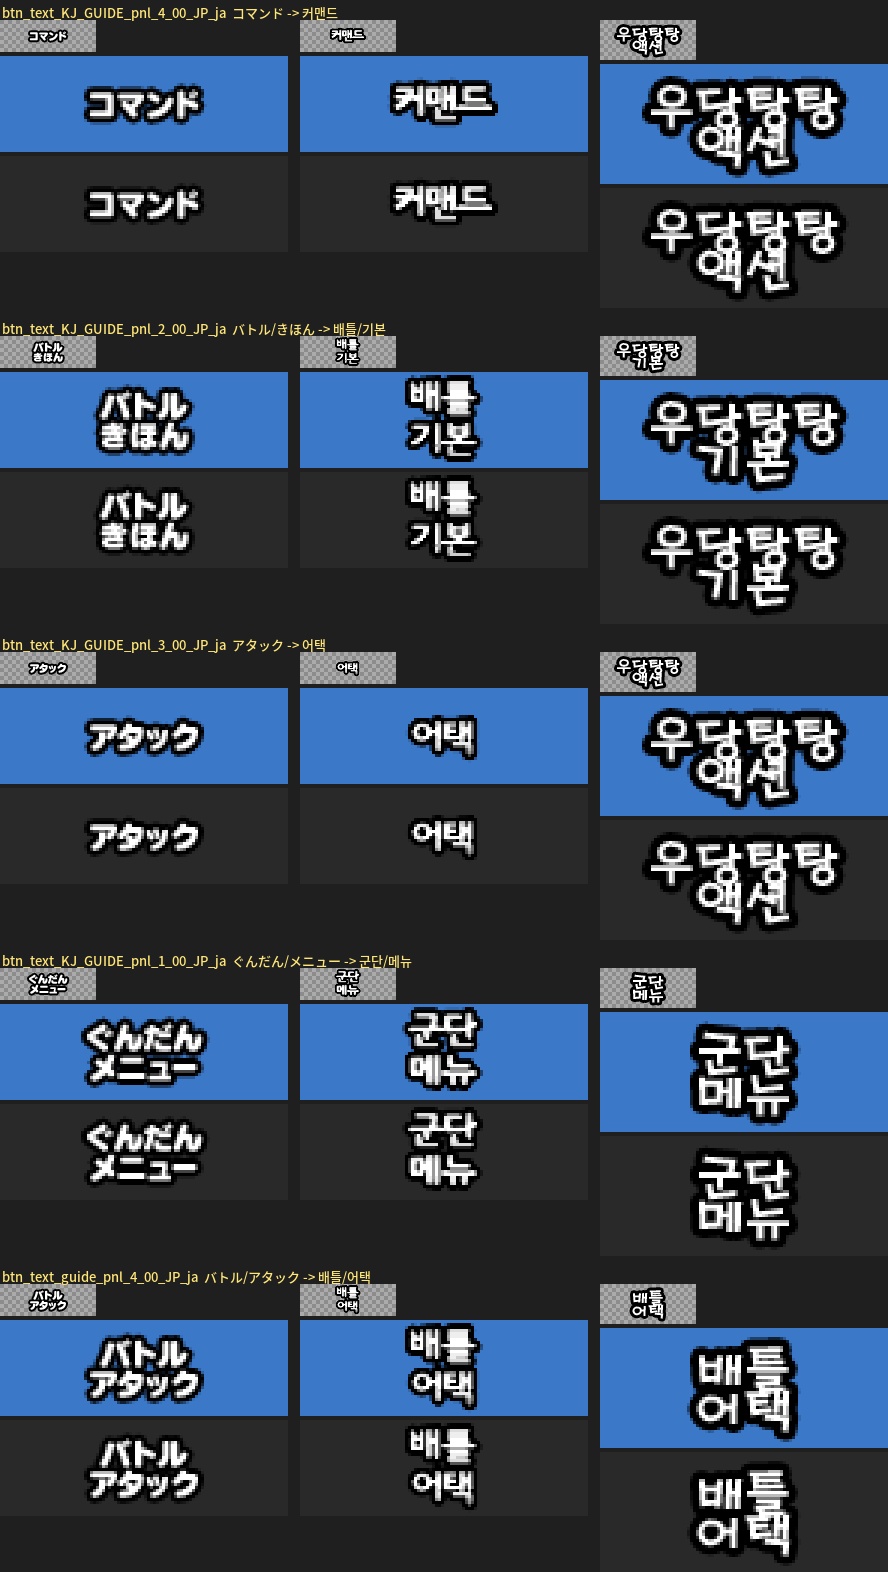 btn_text_KJ_GUIDE_pnl_4_00_JP_ja コマンド -> 커맨드
コマンド
커맨드
우당탕탕
액션
コマンド
커맨드
우당탕탕
액션
コマンド
커맨드
우당탕탕
액션
btn_text_KJ_GUIDE_pnl_2_00_JP_ja バトル/きほん -> 배틀/기본
バトル
きほん
배틀
기본
우당탕탕
기본
バトル
きほん
배틀
기본
우당탕탕
기본
バトル
きほん
배틀
기본
우당탕탕
기본
btn_text_KJ_GUIDE_pnl_3_00_JP_ja アタック -> 어택
アタック
어택
우당탕탕
액션
アタック
어택
우당탕탕
액션
アタック
어택
우당탕탕
액션
btn_text_KJ_GUIDE_pnl_1_00_JP_ja ぐんだん/メニュー -> 군단/메뉴
ぐんだん
メニュー
군단
메뉴
군단
메뉴
ぐんだん
メニュー
군단
메뉴
군단
메뉴
ぐんだん
メニュー
군단
메뉴
군단
메뉴
btn_text_guide_pnl_4_00_JP_ja バトル/アタック -> 배틀/어택
バトル
アタック
배틀
어택
배틀
어택
バトル
アタック
배틀
어택
배틀
어택
バトル
アタック
배틀
어택
배틀
어택